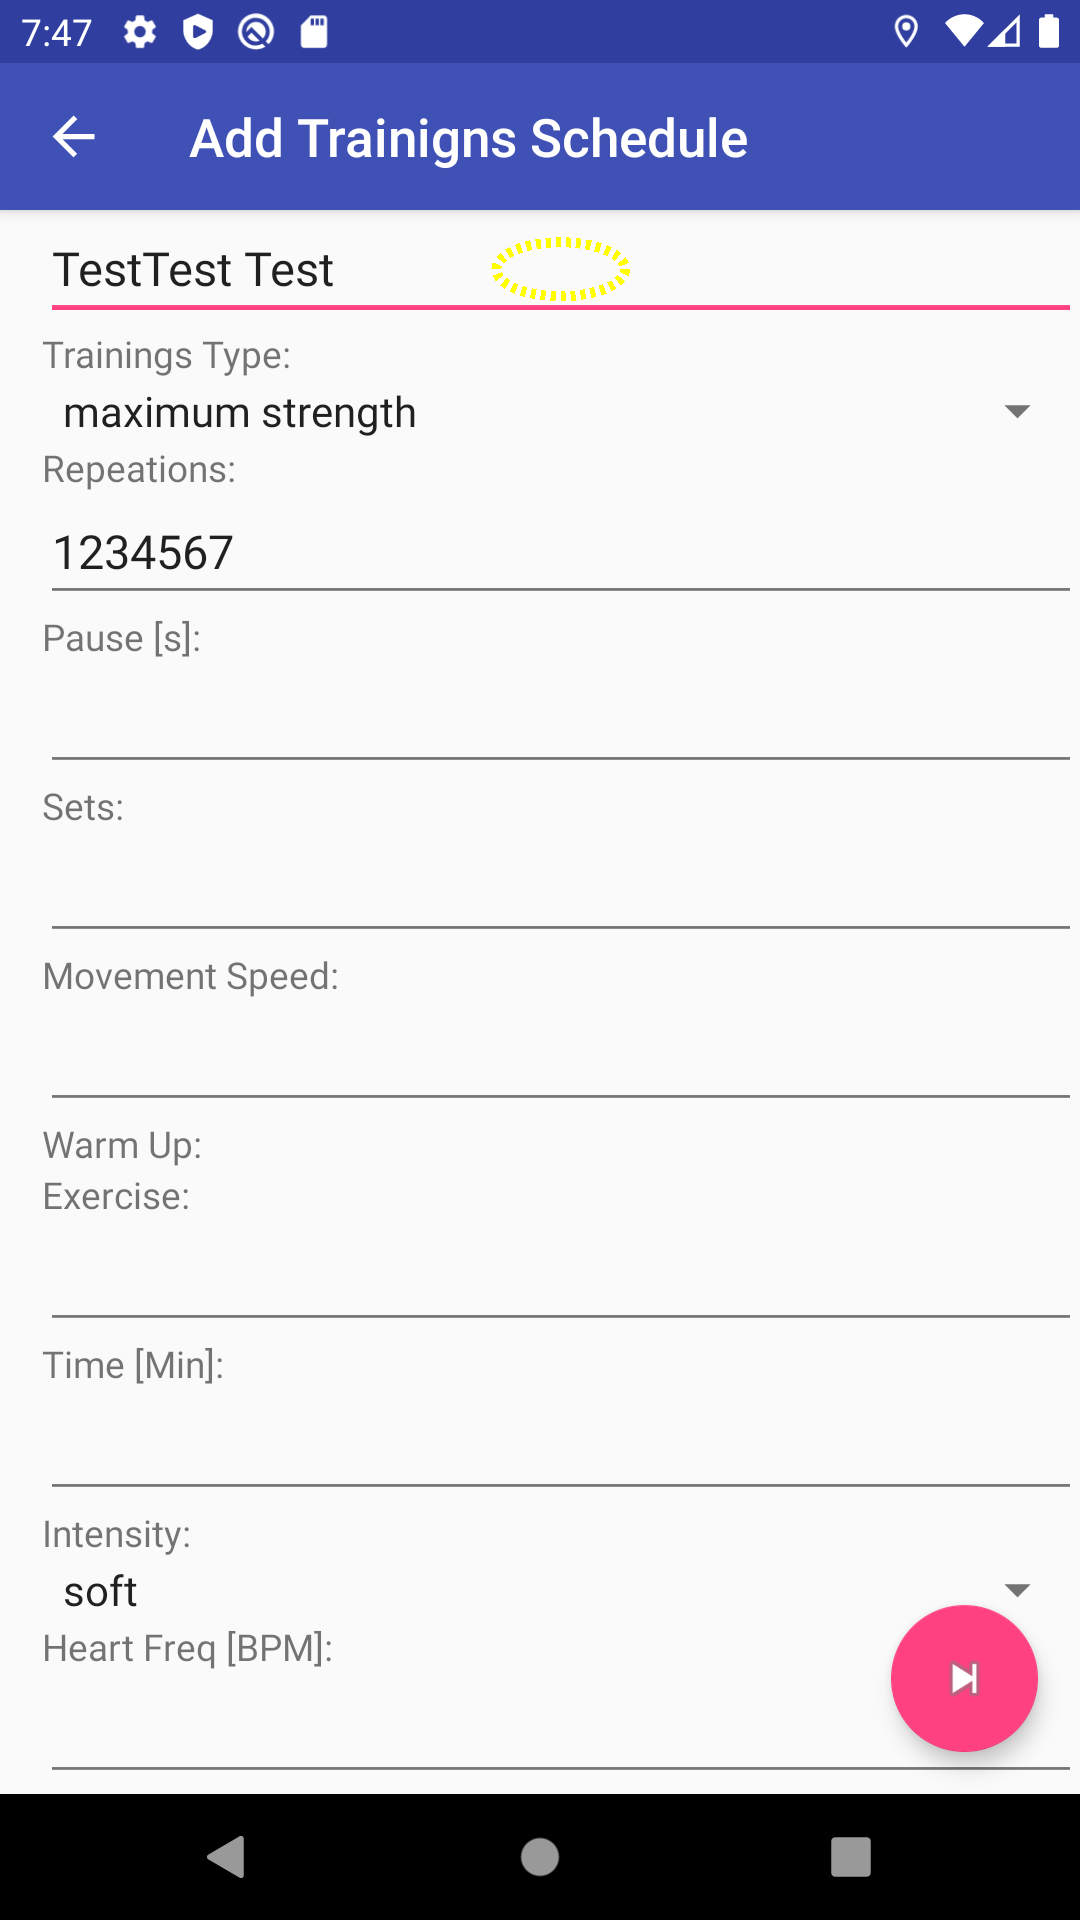 7:47
Add Trainigns Schedule
TestTest Test
Trainings Type:
maximum strength
Repeations:
1234567
Pause [s]:
Sets:
Movement Speed:
Warm Up:
Exercise:
Time [Min]:
Intensity:
soft
Heart Freq [BPM]: